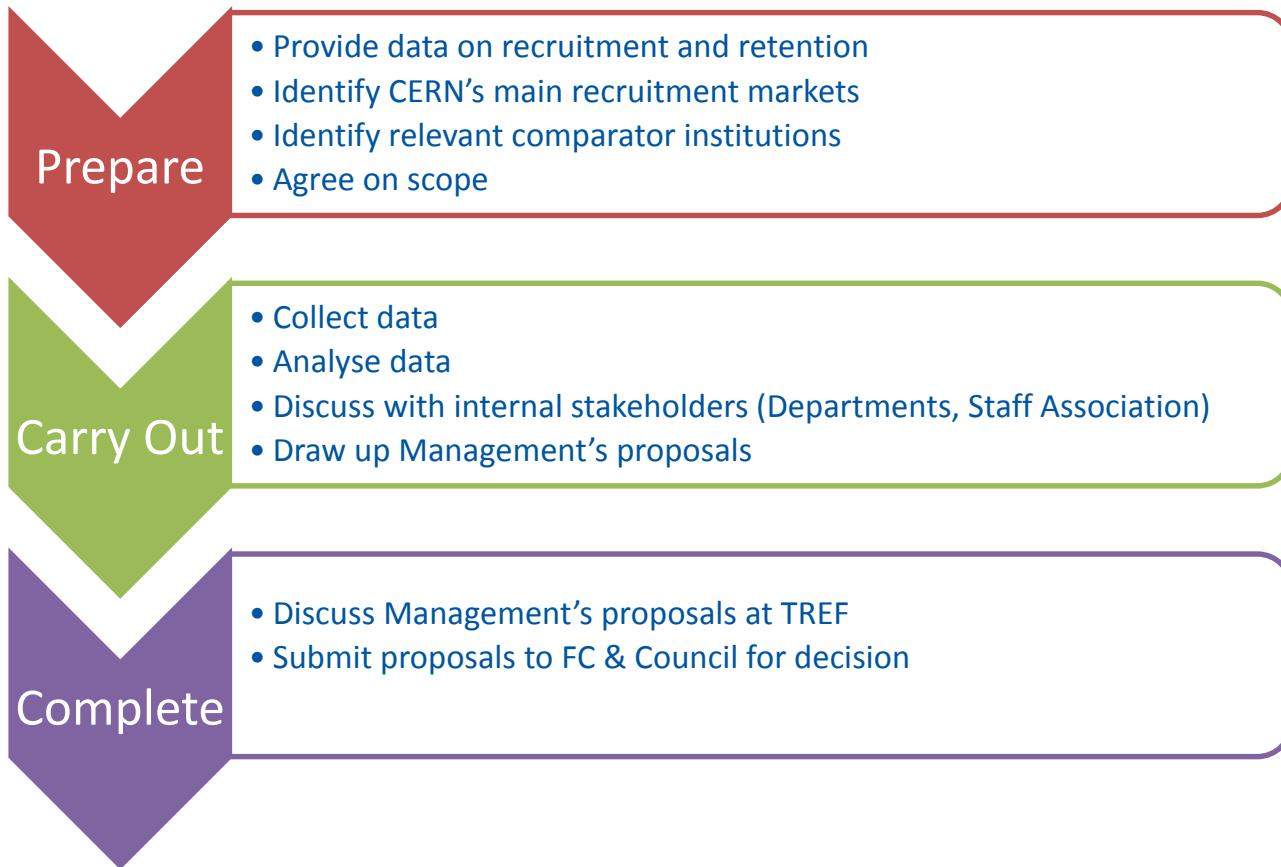 Prepare
• Provide data on recruitment and retention
• Identify CERN’s main recruitment markets
• Identify relevant comparator institutions
• Agree on scope
Carry Out
• Collect data
• Analyse data
• Discuss with internal stakeholders (Departments, Staff Association)
• Draw up Management’s proposals
Complete
• Discuss Management’s proposals at TREF
• Submit proposals to FC & Council for decision